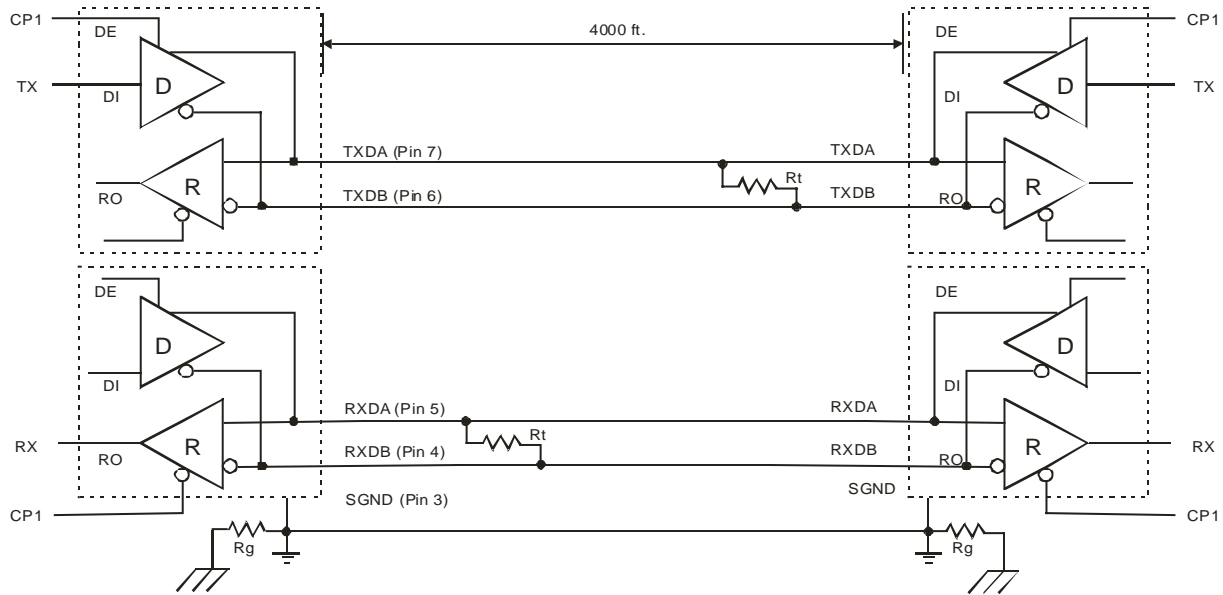 CP1
DE
4000 ft.
DE
CP1
TX
D
DI
DI
D
TX
TXDA (Pin 7)
TXDA
R
RO
TXDB (Pin 6)
Rt
TXDB
RO
R
DE
DE
D
DI
DI
D
RXDA (Pin 5)
RXDA
RX
R
RO
RXDB (Pin 4)
Rt
RXDB
RO
R
RX
SGND (Pin 3)
SGND
CP1
CP1
Rg
Rg